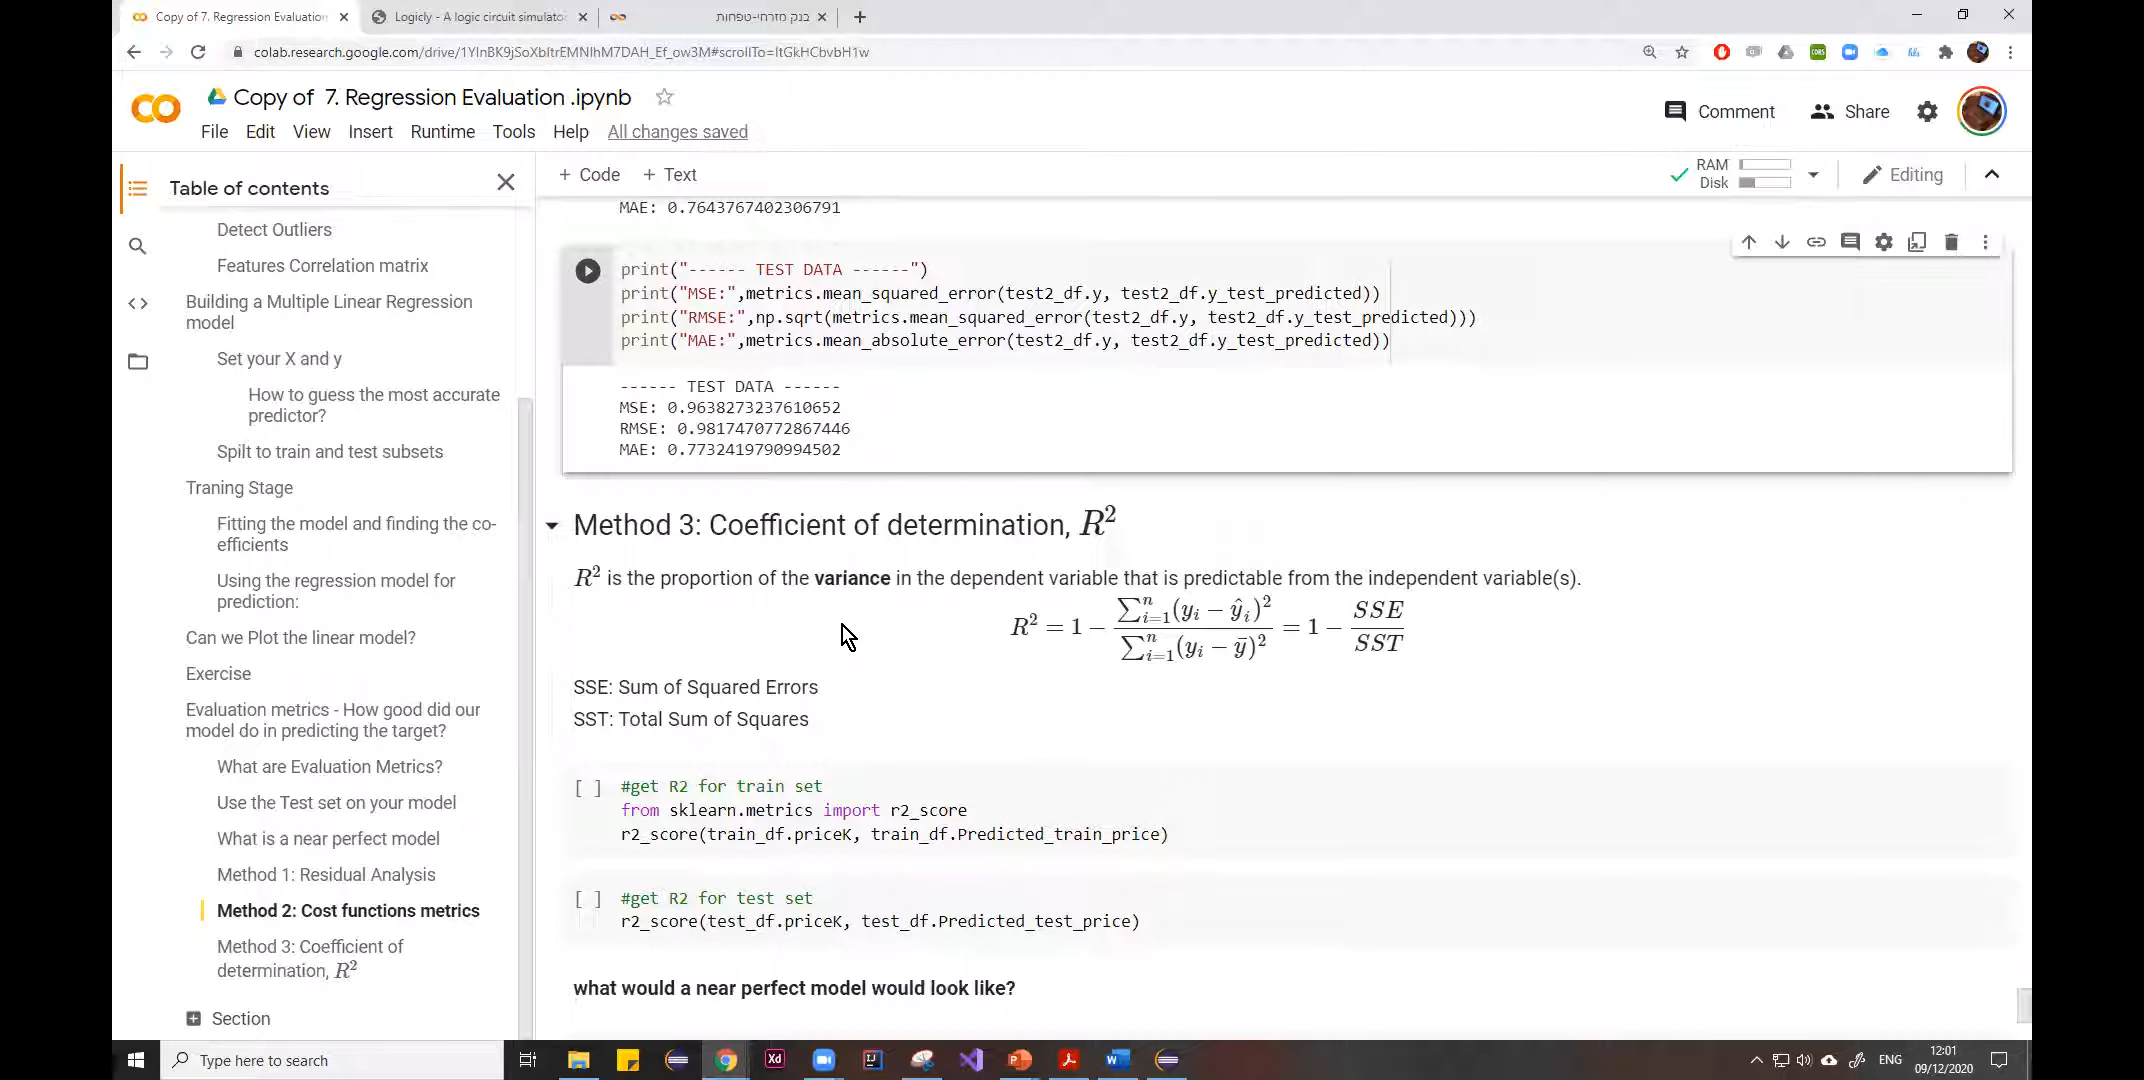 Copy of 7. Regression Evaluation
Logicly - A logic circuit simulato
בנק מזרחי-טפחות
colab.research.google.com/drive/1YInBK9jSoXbItrEMNIhM7DAH_Ef_ow3M#scrollTo=ItGkHCbvbH1w
CO Copy of 7. Regression Evaluation .ipynb
Comment Share
File Edit View Insert Runtime Tools Help All changes saved
Table of contents
+ Code + Text
RAM
Disk
Editing
Detect Outliers
Features Correlation matrix
Building a Multiple Linear Regression
model
Set your X and y
How to guess the most accurate
predictor?
Spilt to train and test subsets
Traning Stage
Fitting the model and finding the co-
efficients
Using the regression model for
prediction:
Can we Plot the linear model?
Exercise
Evaluation metrics - How good did our
model do in predicting the target?
What are Evaluation Metrics?
Use the Test set on your model
What is a near perfect model
Method 1: Residual Analysis
Method 2: Cost functions metrics
Method 3: Coefficient of
determination, R²
Section
MAE: 0.7643767402306791
print("------ TEST DATA ------")
print("MSE:",metrics.mean_squared_error(test2_df.y, test2_df.y_test_predicted))
print("RMSE:",np.sqrt(metrics.mean_squared_error(test2_df.y, test2_df.y_test_predicted)))
print("MAE:",metrics.mean_absolute_error(test2_df.y, test2_df.y_test_predicted))
------ TEST DATA ------
MSE: 0.9638273237610652
RMSE: 0.9817470772867446
MAE: 0.7732419790994502
Method 3: Coefficient of determination, R²
R² is the proportion of the variance in the dependent variable that is predictable from the independent variable(s).
R² = 1 − ∑ⁿᵢ₌₁(yᵢ − ŷᵢ)² / ∑ⁿᵢ₌₁(yᵢ − ȳ)² = 1 − SSE / SST
SSE: Sum of Squared Errors
SST: Total Sum of Squares
[ ] #get R2 for train set
from sklearn.metrics import r2_score
r2_score(train_df.priceK, train_df.Predicted_train_price)
[ ] #get R2 for test set
r2_score(test_df.priceK, test_df.Predicted_test_price)
what would a near perfect model would look like?
Type here to search
Xd
ENG
12:01
09/12/2020